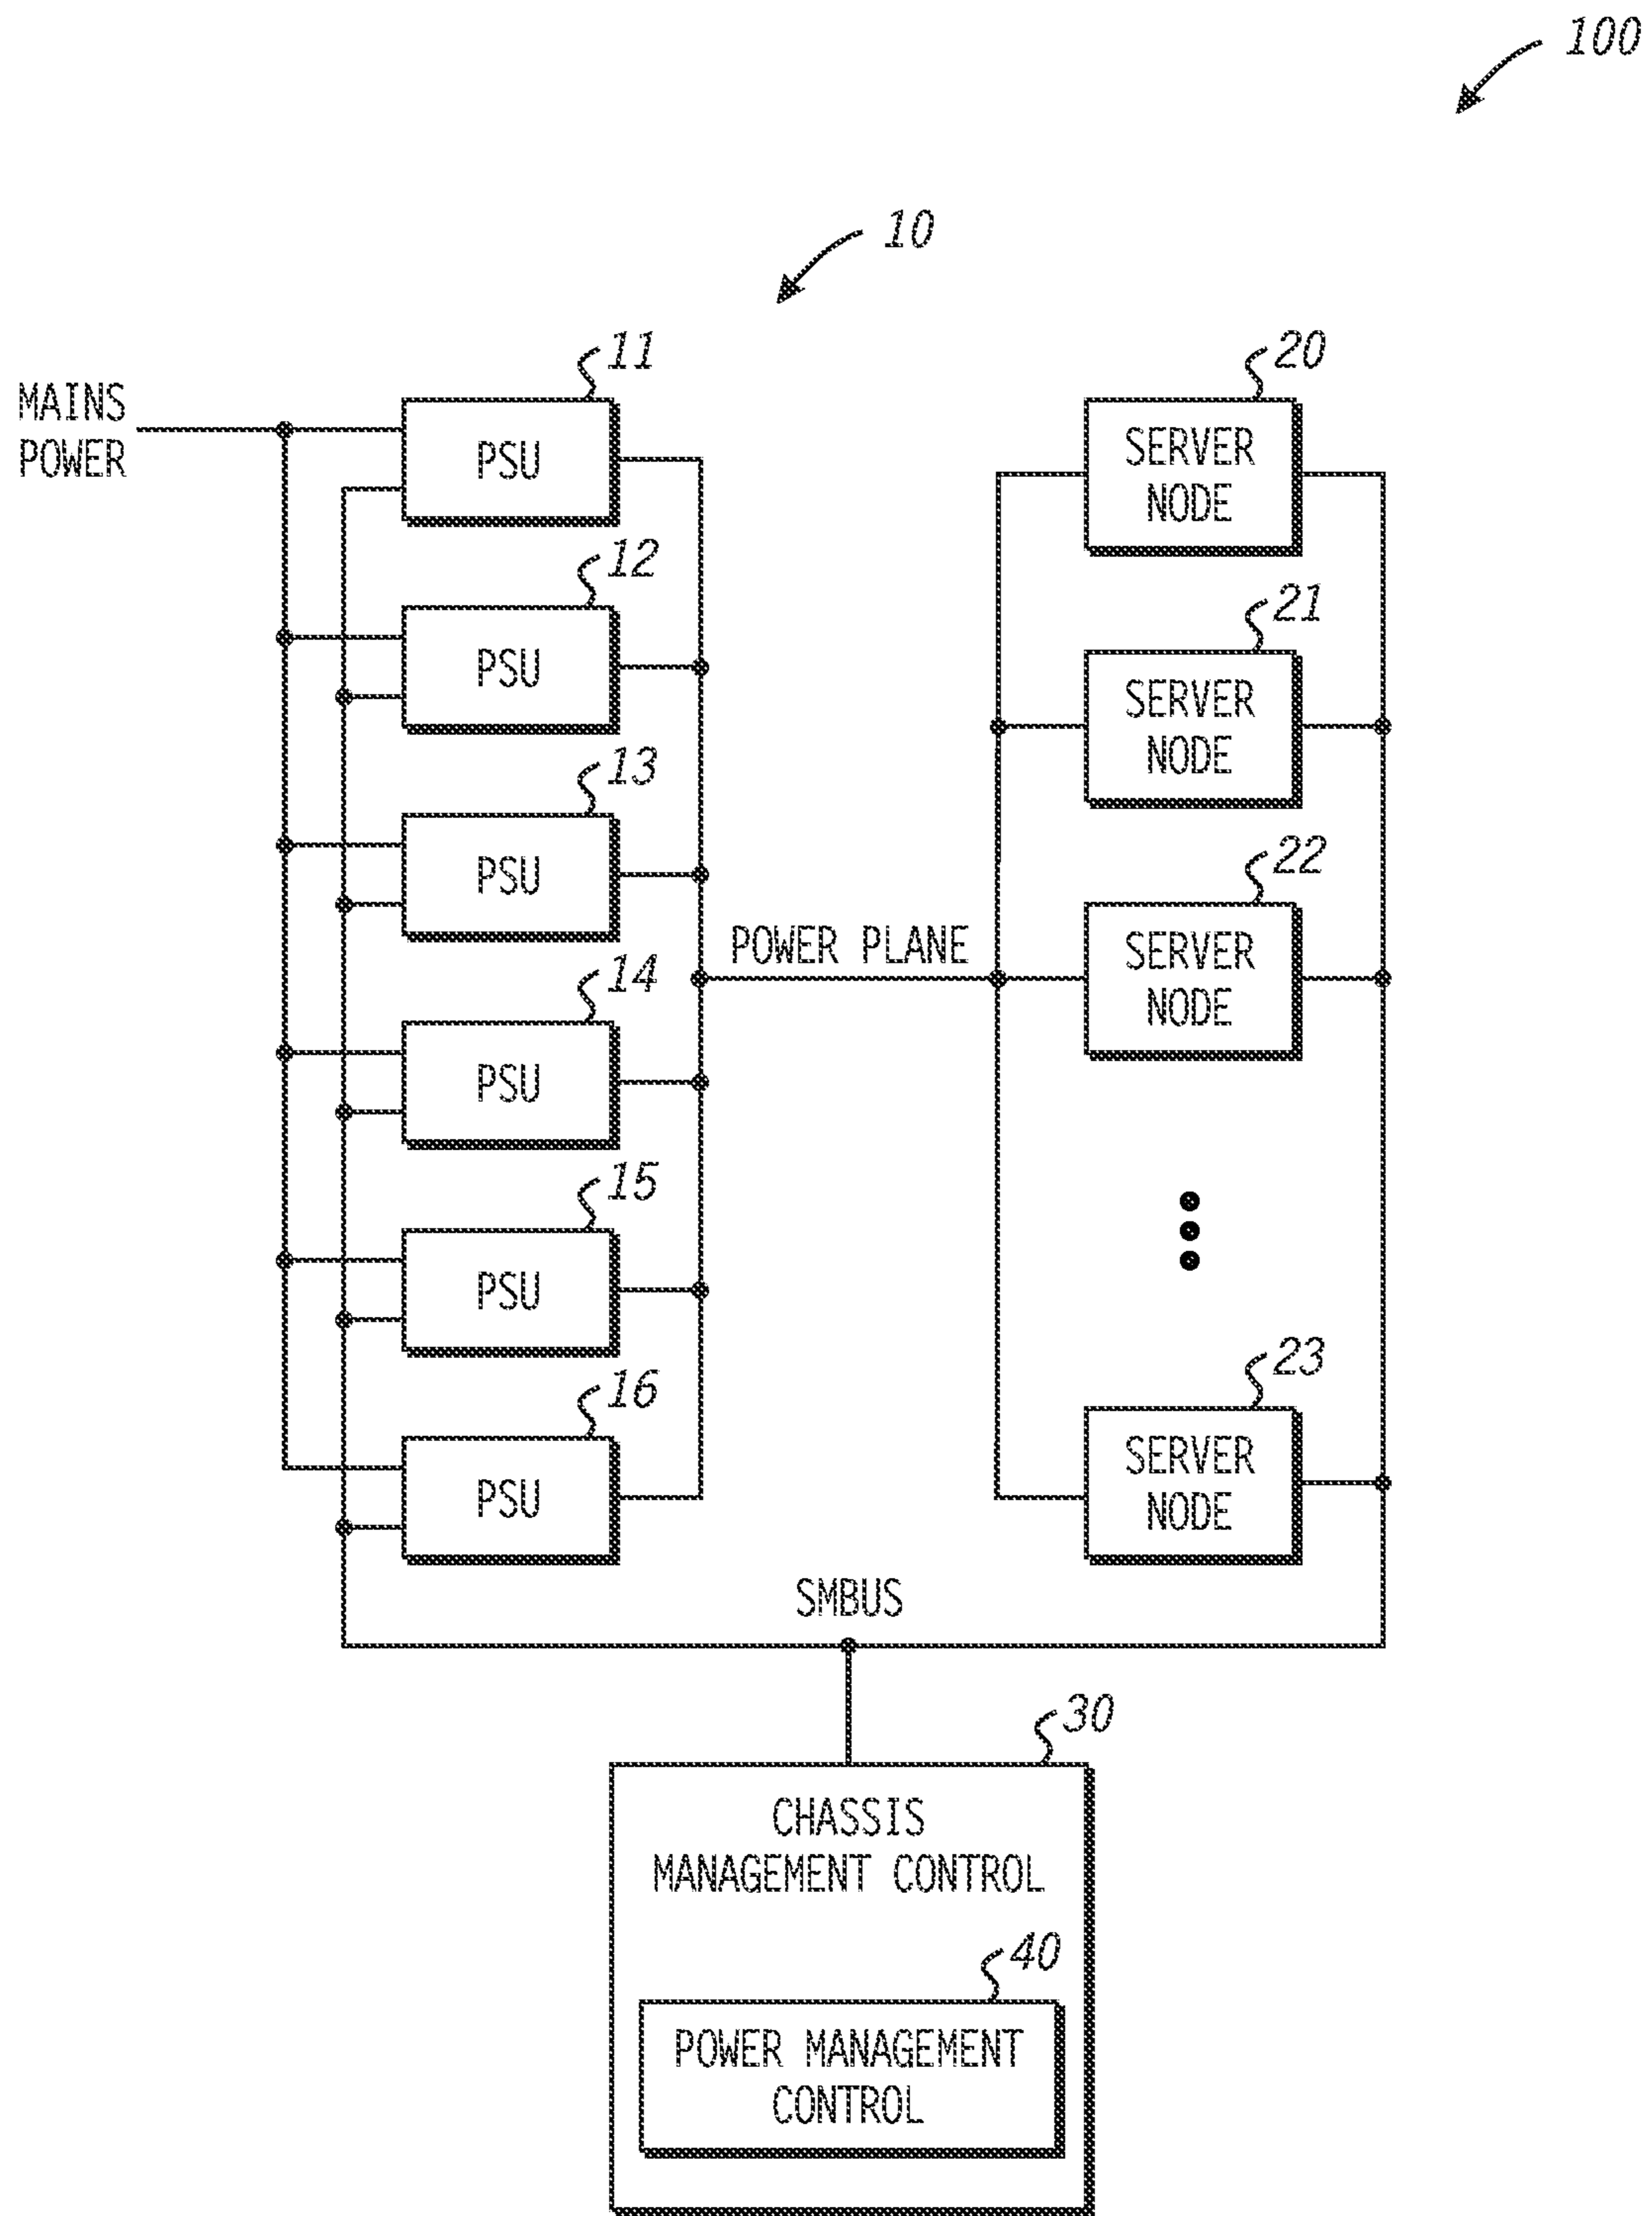 100
10
11
20
MAINS
POWER
PSU
SERVER
NODE
12
PSU
21
SERVER
NODE
13
PSU
22
SERVER
NODE
POWER PLANE
14
PSU
15
PSU
23
SERVER
NODE
16
PSU
SMBUS
30
CHASSIS
MANAGEMENT CONTROL
40
POWER MANAGEMENT
CONTROL